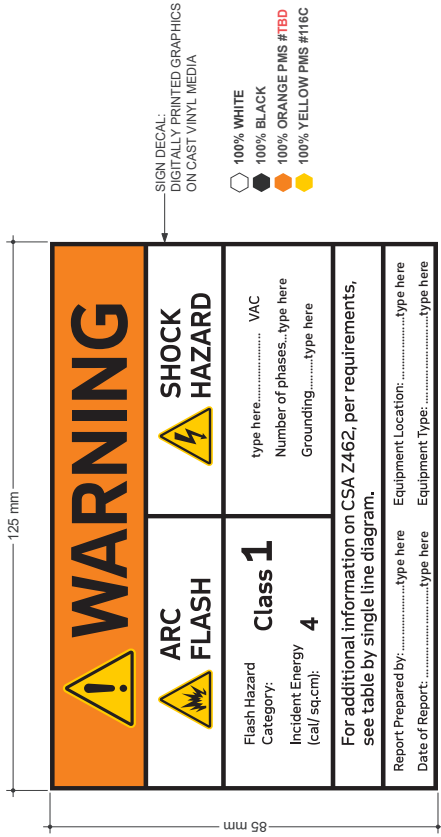 125 mm
85 mm
WARNING
ARC
FLASH
SHOCK
HAZARD
Flash Hazard
Category:
Class 1
Incident Energy
(cal/ sq.cm):
4
type here.................. VAC
Number of phases...type here
Grounding.........type here
For additional information on CSA Z462, per requirements,
see table by single line diagram.
Report Prepared by: ................type here
Date of Report: ........................type here
Equipment Location: ...............type here
Equipment Type: ......................type here
SIGN DECAL:
DIGITALLY PRINTED GRAPHICS
ON CAST VINYL MEDIA
100% WHITE
100% BLACK
100% ORANGE PMS #TBD
100% YELLOW PMS #116C